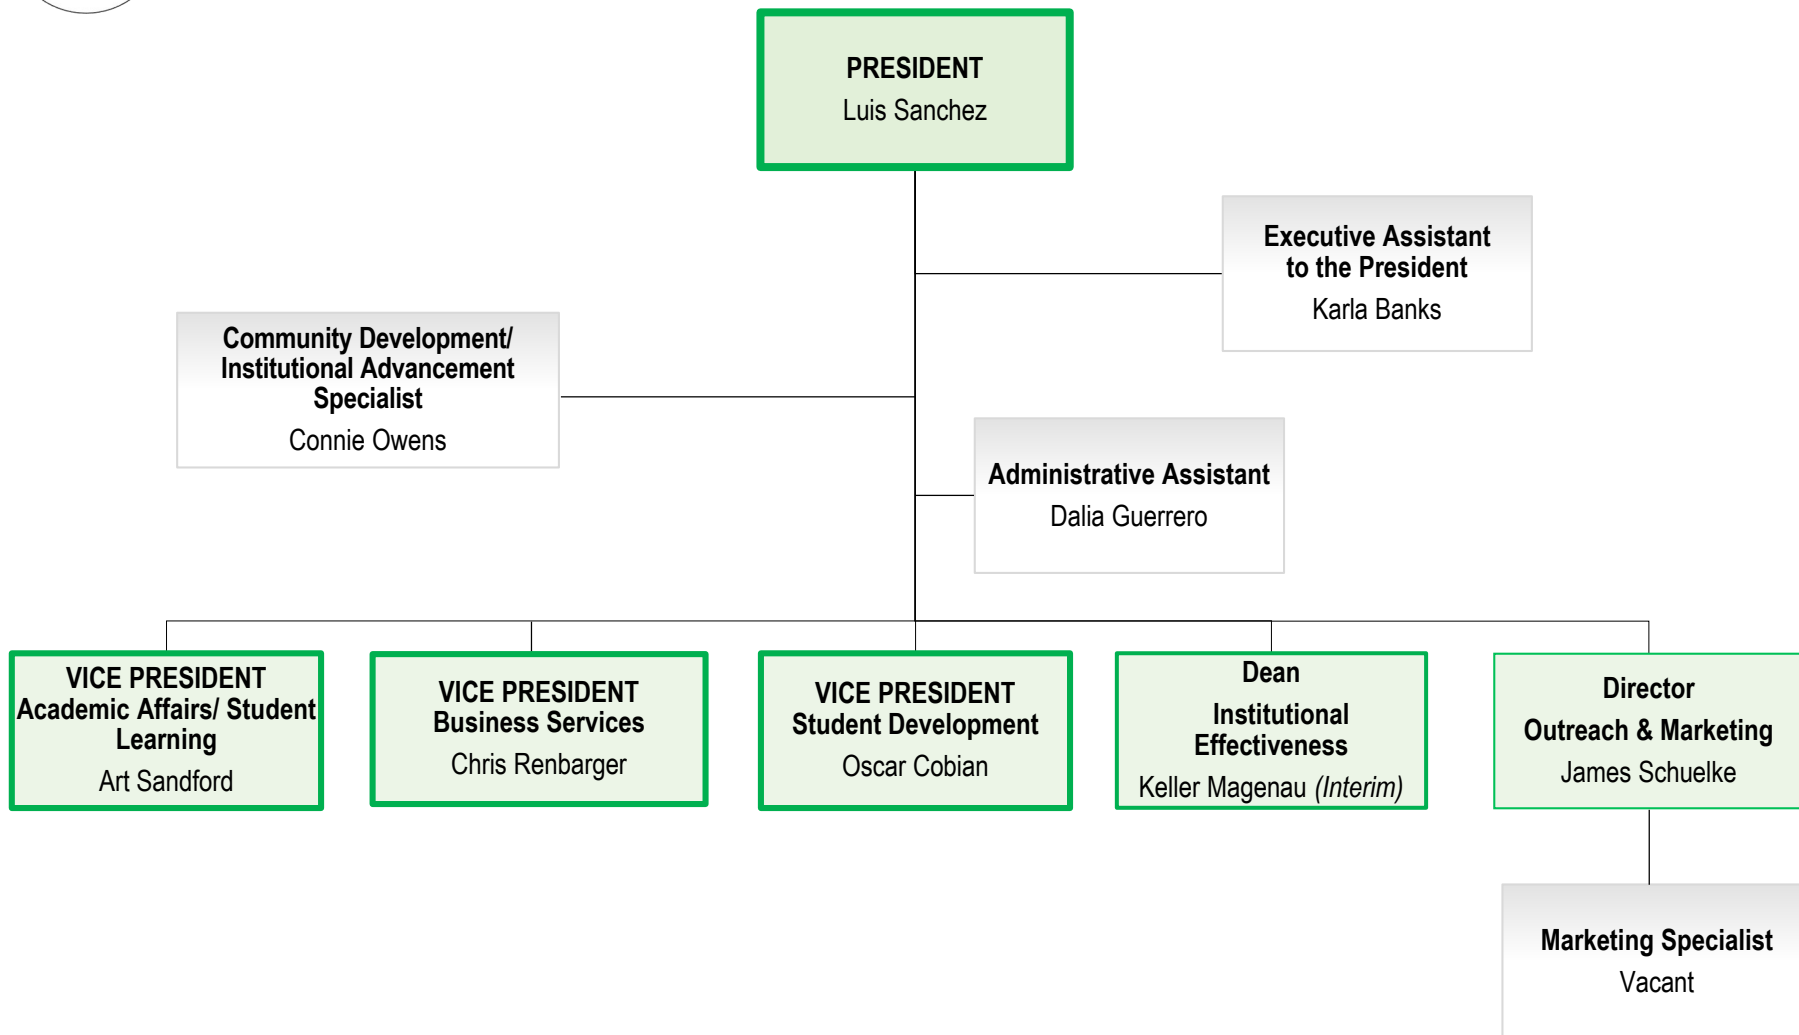 PRESIDENT
Luis Sanchez
Executive Assistant
to the President
Karla Banks
Community Development/
Institutional Advancement
Specialist
Connie Owens
Administrative Assistant
Dalia Guerrero
VICE PRESIDENT
Academic Affairs/ Student
Learning
Art Sandford
VICE PRESIDENT
Business Services
Chris Renbarger
VICE PRESIDENT
Student Development
Oscar Cobian
Dean
Institutional
Effectiveness
Keller Magenau (Interim)
Director
Outreach & Marketing
James Schuelke
Marketing Specialist
Vacant